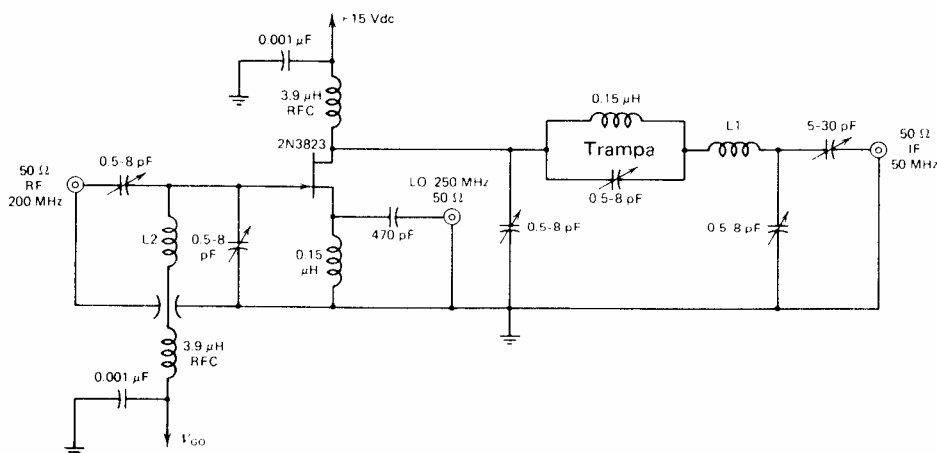 +15 Vdc
0.001 µF
3.9 µH
RFC
2N3823
0.15 µH
Trampa
0.5-8 pF
L1
5-30 pF
50 Ω
IF
50 MHz
50 Ω
RF
200 MHz
0.5-8 pF
LO 250 MHz
50 Ω
470 pF
L2
0.5-8
pF
0.15
µH
0.5-8 pF
0.5-8 pF
3.9 µH
RFC
0.001 µF